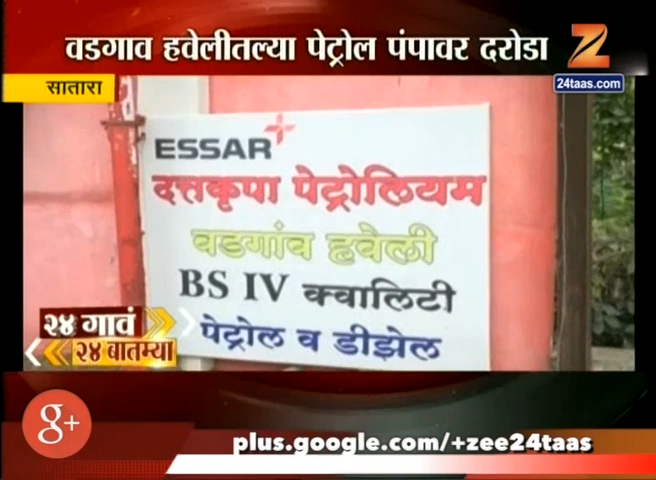 वडगाव हवेलीतल्या पेट्रोल पंपावर दरोडा
24taas.com
सातारा
ESSAR
दत्तकृपा पेट्रोलियम
वडगांव हवेली
BS IV क्वालिटी
पेट्रोल व डीझेल
२४ गावं
२४ बातम्या
g+
plus.google.com/+zee24taas